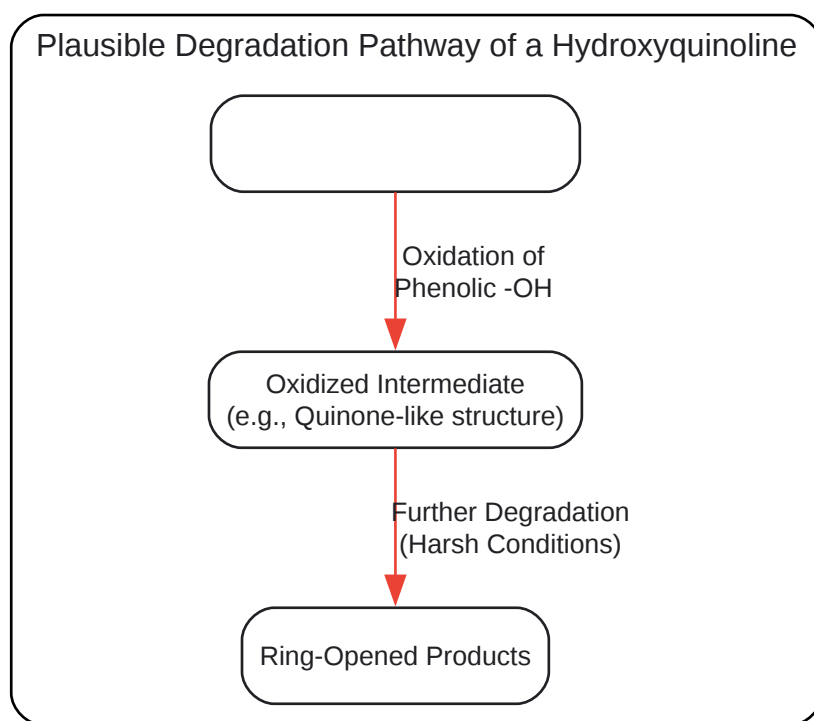 Plausible Degradation Pathway of a Hydroxyquinoline
Oxidation of
Phenolic -OH
Oxidized Intermediate
(e.g., Quinone-like structure)
Further Degradation
(Harsh Conditions)
Ring-Opened Products